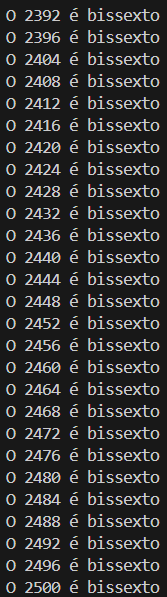 O 2392 é bissexto
O 2396 é bissexto
O 2404 é bissexto
O 2408 é bissexto
O 2412 é bissexto
O 2416 é bissexto
O 2420 é bissexto
O 2424 é bissexto
O 2428 é bissexto
O 2432 é bissexto
O 2436 é bissexto
O 2440 é bissexto
O 2444 é bissexto
O 2448 é bissexto
O 2452 é bissexto
O 2456 é bissexto
O 2460 é bissexto
O 2464 é bissexto
O 2468 é bissexto
O 2472 é bissexto
O 2476 é bissexto
O 2480 é bissexto
O 2484 é bissexto
O 2488 é bissexto
O 2492 é bissexto
O 2496 é bissexto
O 2500 é bissexto